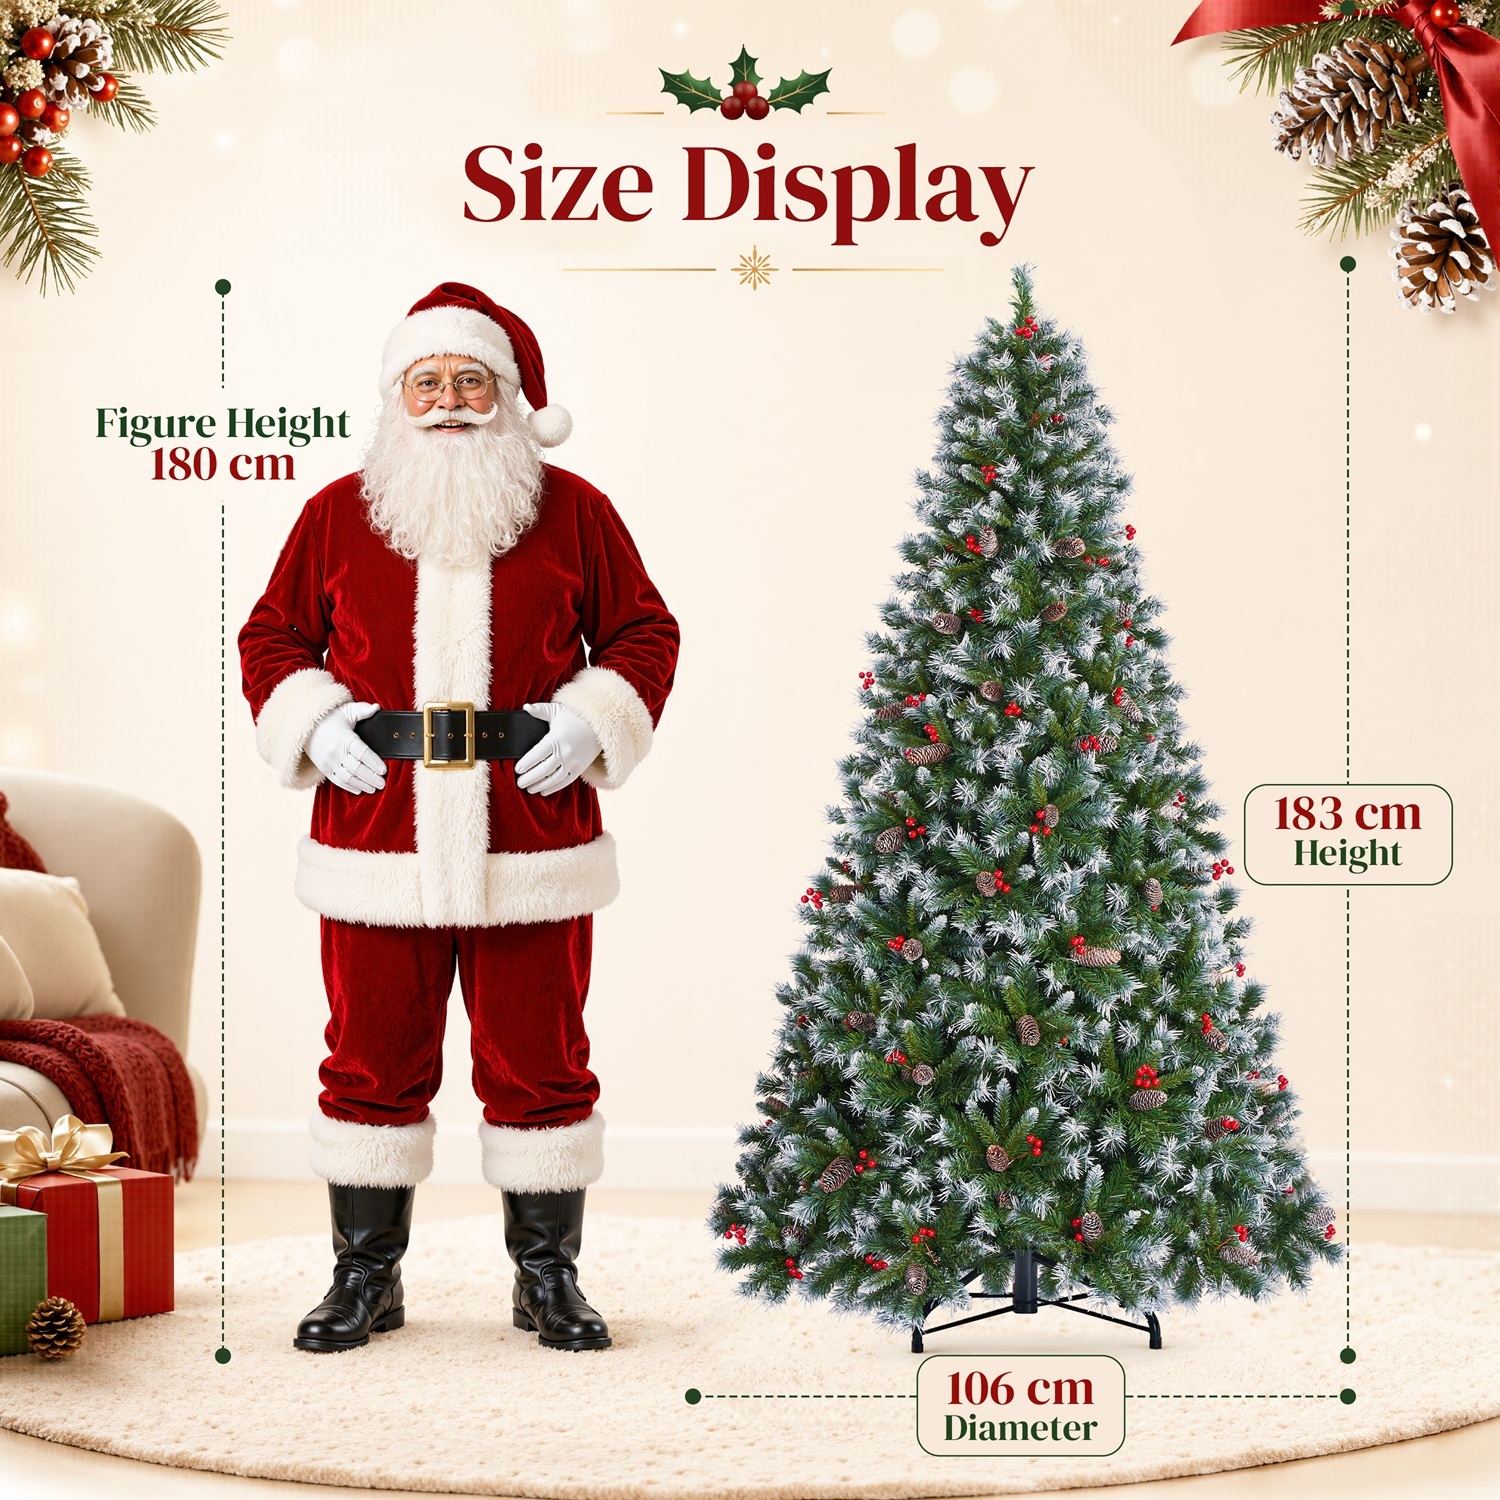 Size Display
Figure Height
180 cm
183 cm
Height
106 cm
Diameter